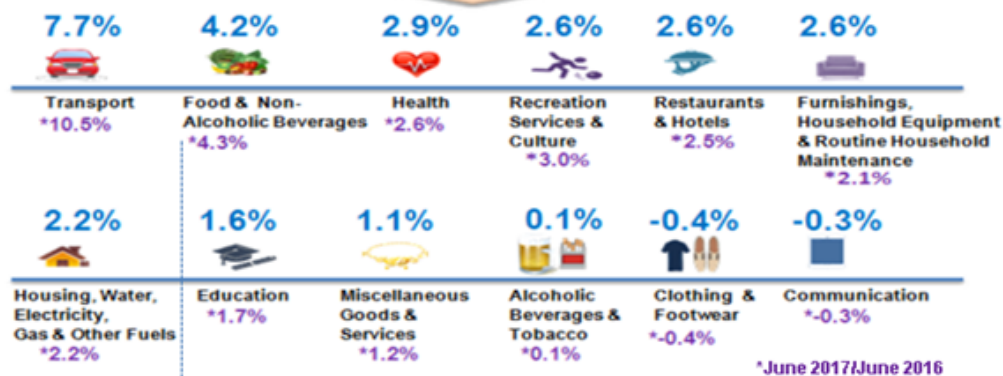 7.7% 4.2% 2.9% 2.6% 2.6% 2.6%
Transport
*10.5%
Food & Non-
Alcoholic Beverages
*4.3%
Health
*2.6%
Recreation
Services &
Culture
*3.0%
Restaurants
& Hotels
*2.5%
Furnishings,
Household Equipment
& Routine Household
Maintenance
*2.1%
2.2% 1.6% 1.1% 0.1% -0.4% -0.3%
Housing, Water,
Electricity,
Gas & Other Fuels
*2.2%
Education
*1.7%
Miscellaneous
Goods &
Services
*1.2%
Alcoholic
Beverages &
Tobacco
*0.1%
Clothing &
Footwear
*-0.4%
Communication
*-0.3%
*June 2017/June 2016